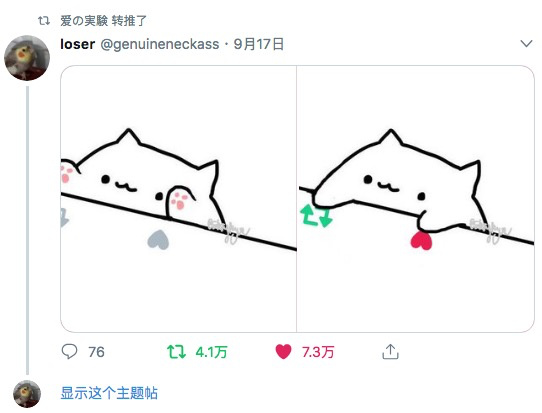 爱の実験 转推了
loser @genuineneckass · 9月17日
76 4.1万 7.3万
显示这个主题帖